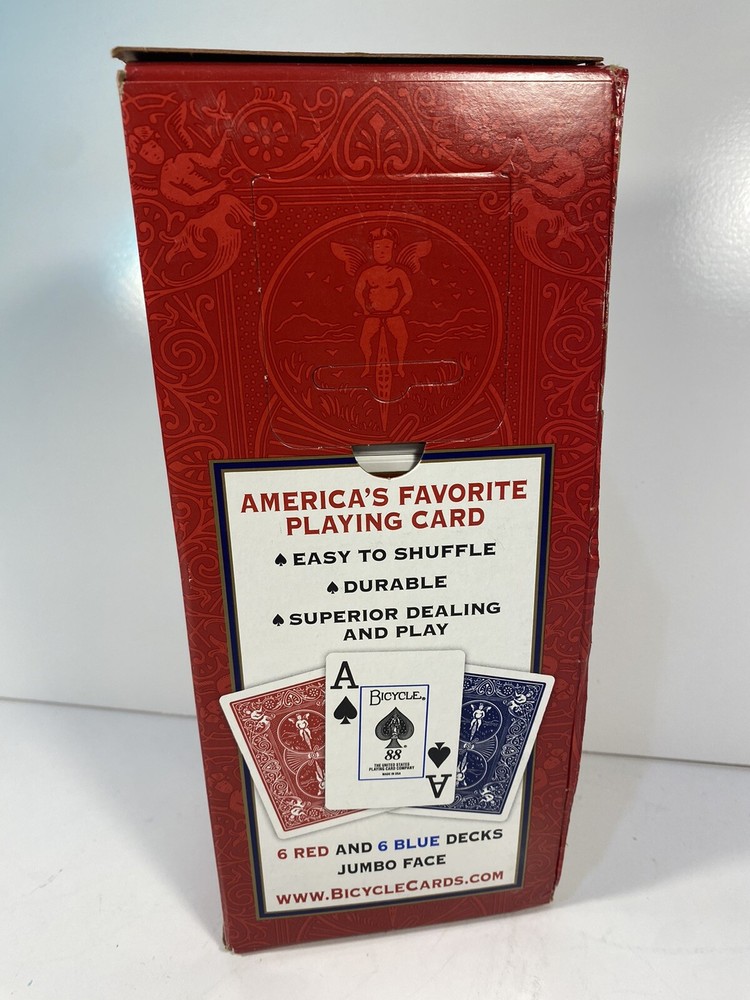 AMERICA'S FAVORITE
PLAYING CARD
♠ EASY TO SHUFFLE
♠ DURABLE
♠ SUPERIOR DEALING
AND PLAY
A
BICYCLE®
88
THE UNITED STATES
PLAYING CARD COMPANY
MADE IN USA
A
6 RED AND 6 BLUE DECKS
JUMBO FACE
WWW.BICYCLECARDS.COM